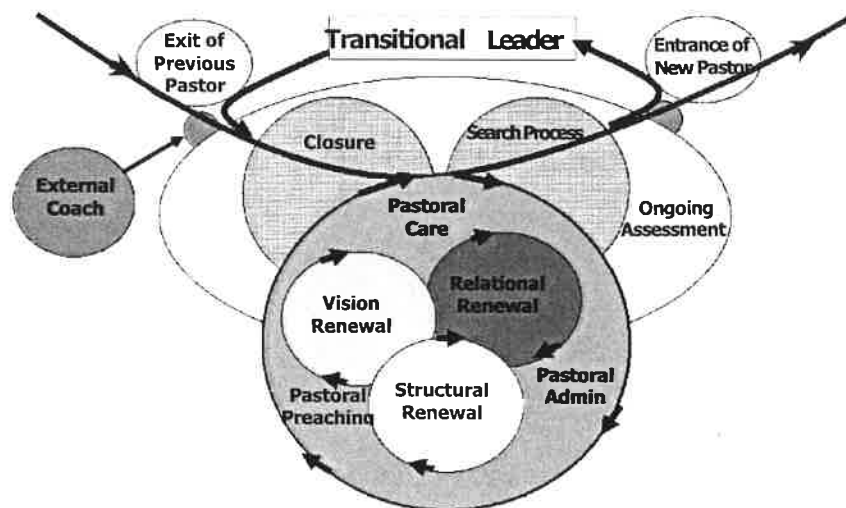 Exit of
Previous
Pastor
Transitional Leader
Entrance of
New Pastor
Closure
Search Process
External
Coach
Pastoral
Care
Ongoing
Assessment
Vision
Renewal
Relational
Renewal
Pastoral
Preaching
Structural
Renewal
Pastoral
Admin